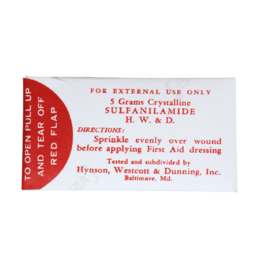 TO OPEN PULL UP
AND TEAR OFF
RED FLAP
FOR EXTERNAL USE ONLY
5 Grams Crystalline
SULFANILAMIDE
H. W. & D.
DIRECTIONS:
Sprinkle evenly over wound
before applying First Aid dressing
Tested and subdivided by
Hynson, Westcott & Dunning, Inc.
Baltimore, Md.